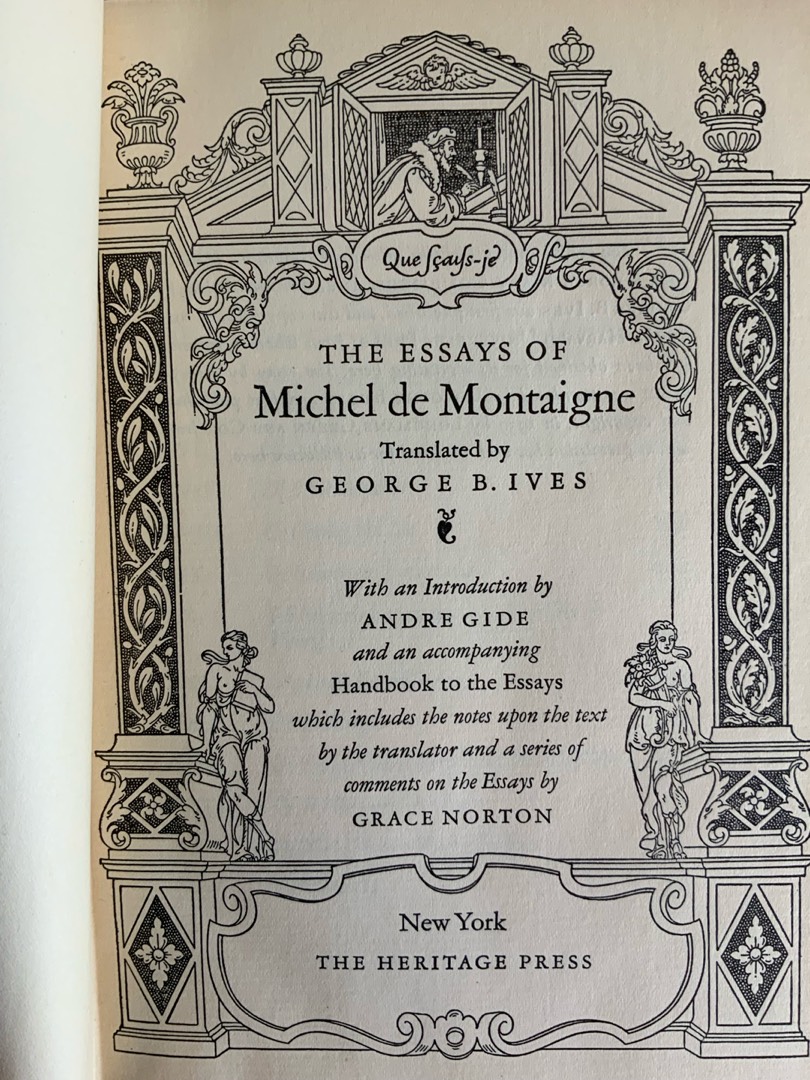 Que sçais-je
THE ESSAYS OF
Michel de Montaigne
Translated by
GEORGE B. IVES
With an Introduction by
ANDRE GIDE
and an accompanying
Handbook to the Essays
which includes the notes upon the text
by the translator and a series of
comments on the Essays by
GRACE NORTON
New York
THE HERITAGE PRESS